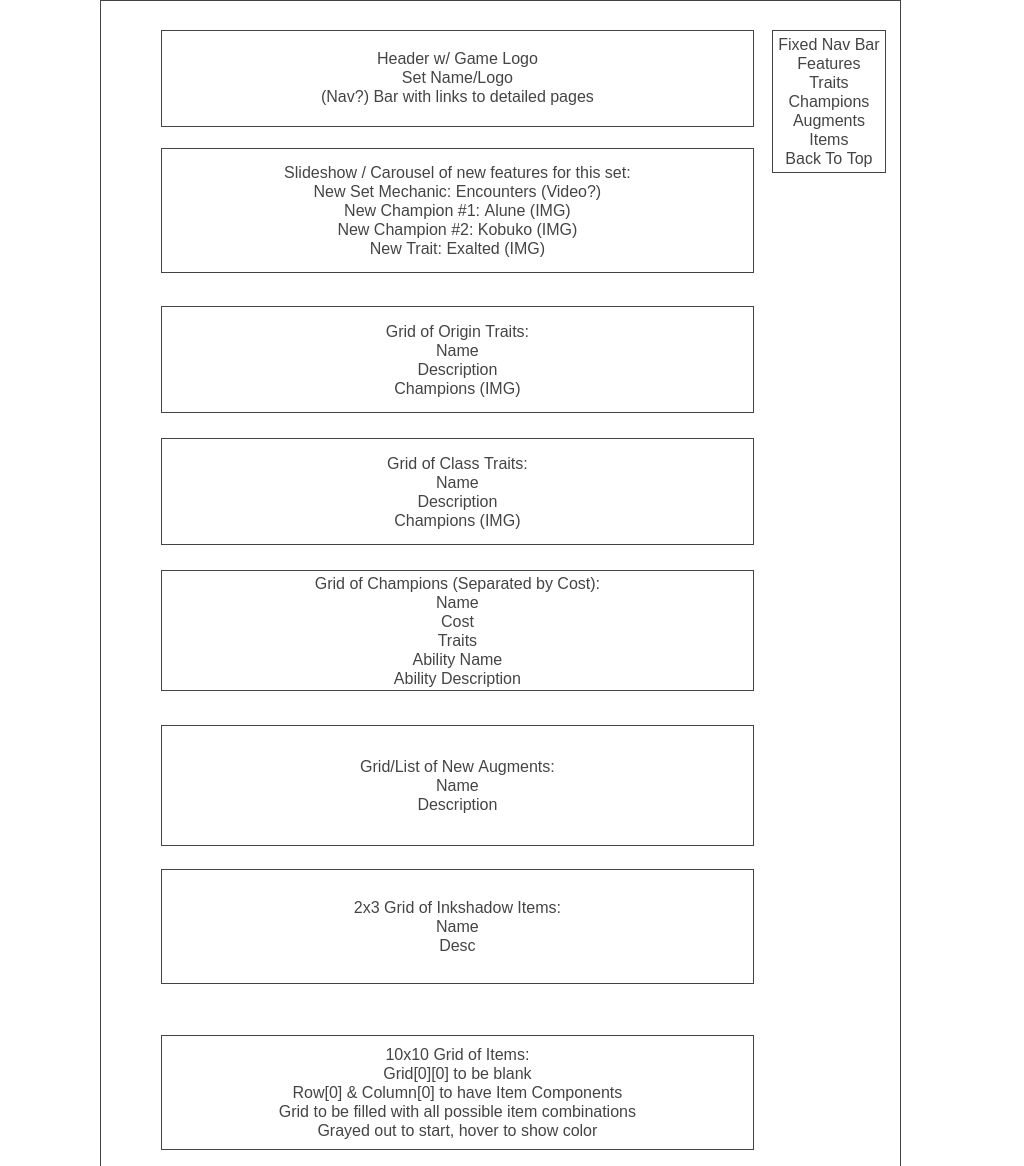 Header w/ Game Logo
Set Name/Logo
(Nav?) Bar with links to detailed pages
Fixed Nav Bar
Features
Traits
Champions
Augments
Items
Back To Top
Slideshow / Carousel of new features for this set:
New Set Mechanic: Encounters (Video?)
New Champion #1: Alune (IMG)
New Champion #2: Kobuko (IMG)
New Trait: Exalted (IMG)
Grid of Origin Traits:
Name
Description
Champions (IMG)
Grid of Class Traits:
Name
Description
Champions (IMG)
Grid of Champions (Separated by Cost):
Name
Cost
Traits
Ability Name
Ability Description
Grid/List of New Augments:
Name
Description
2x3 Grid of Inkshadow Items:
Name
Desc
10x10 Grid of Items:
Grid[0][0] to be blank
Row[0] & Column[0] to have Item Components
Grid to be filled with all possible item combinations
Grayed out to start, hover to show color